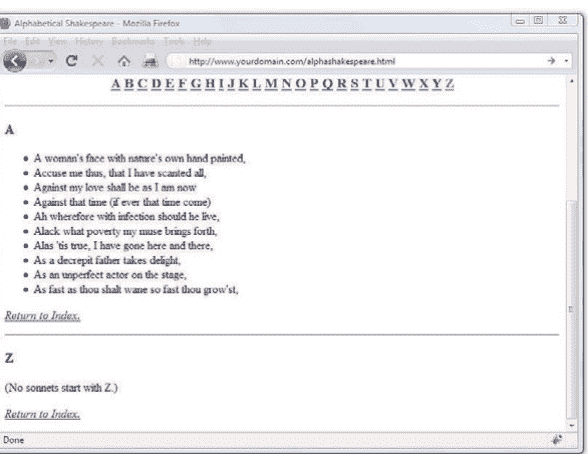 Alphabetical Shakespeare - Mozilla Firefox
File Edit View History Bookmarks Tools Help
http://www.yourdomain.com/alphashakespeare.html
A B C D E F G H I J K L M N O P Q R S T U V W X Y Z
A
A woman's face with nature's own hand painted,
Accuse me thus, that I have scanted all,
Against my love shall be as I am now
Against that time (if ever that time come)
Ah wherefore with infection should he live,
Alack what poverty my muse brings forth,
Alas 'tis true, I have gone here and there,
As a decrepit father takes delight,
As an unperfect actor on the stage,
As fast as thou shalt wane so fast thou grow'st,
Return to Index.
Z
(No sonnets start with Z.)
Return to Index.
Done